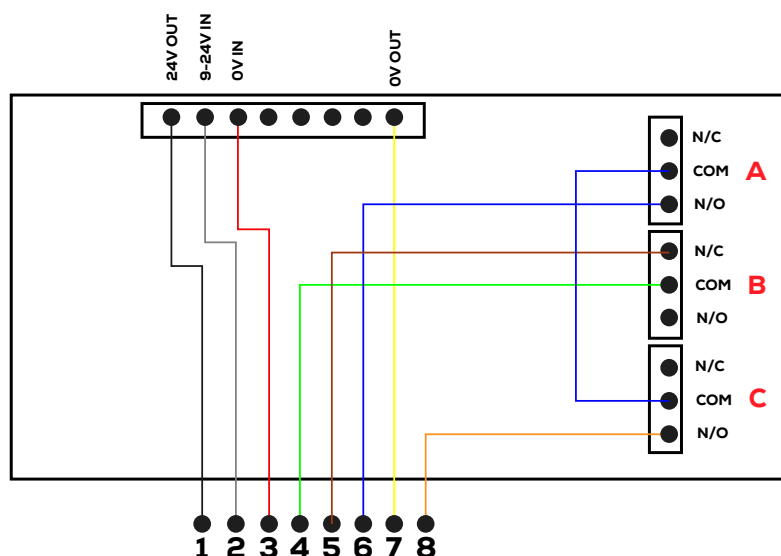 24V OUT
9-24V IN
0V IN
0V OUT
N/C
COM
A
N/O
N/C
COM
B
N/O
N/C
COM
C
N/O
1 2 3 4 5 6 7 8